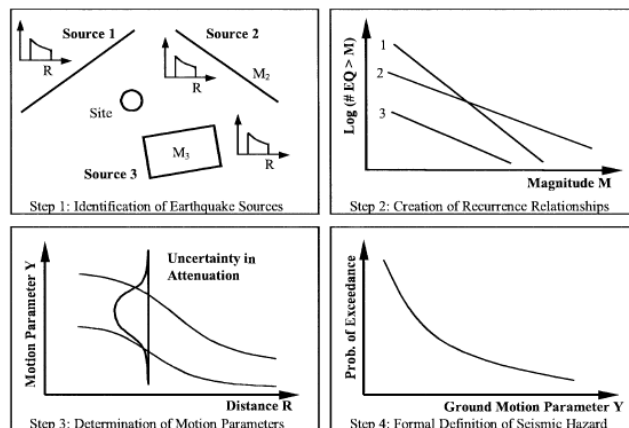 Source 1
Source 2
R
R
M2
Site
R
M3
Source 3
Step 1: Identification of Earthquake Sources
Log (# EQ > M)
1
2
3
Magnitude M
Step 2: Creation of Recurrence Relationships
Motion Parameter Y
Uncertainty in
Attenuation
Distance R
Step 3: Determination of Motion Parameters
Prob. of Exceedance
Ground Motion Parameter Y
Step 4: Formal Definition of Seismic Hazard